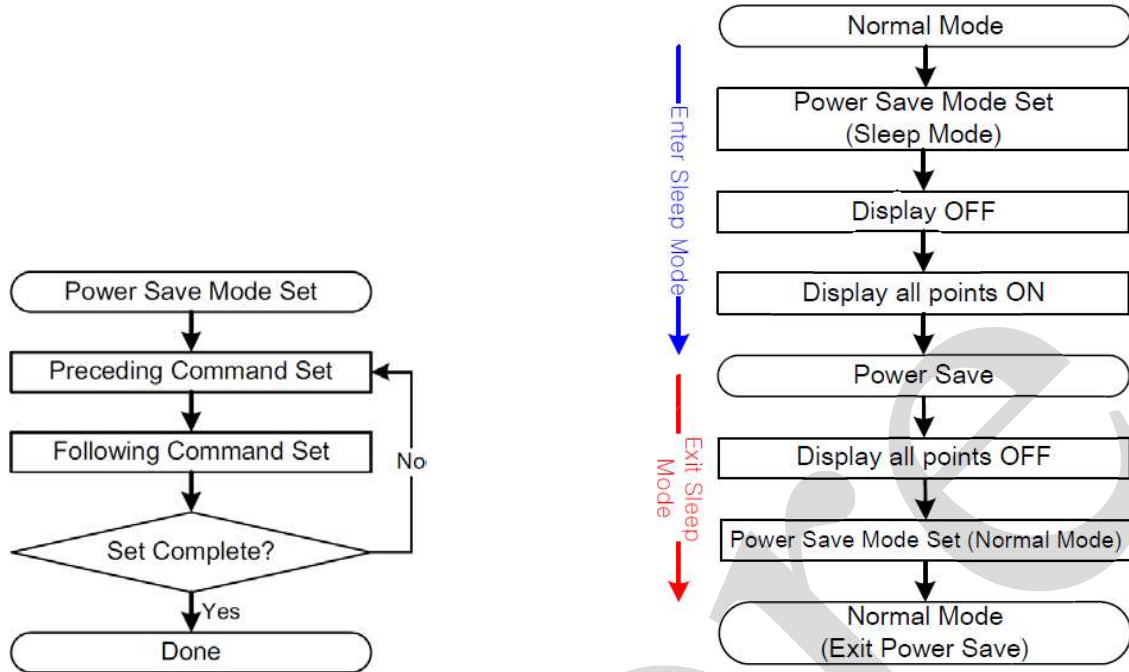 Power Save Mode Set
Preceding Command Set
Following Command Set
No
Set Complete?
Yes
Done
Normal Mode
Power Save Mode Set
(Sleep Mode)
Display OFF
Display all points ON
Enter Sleep Mode
Power Save
Display all points OFF
Exit Sleep
Mode
Power Save Mode Set (Normal Mode)
Normal Mode
(Exit Power Save)